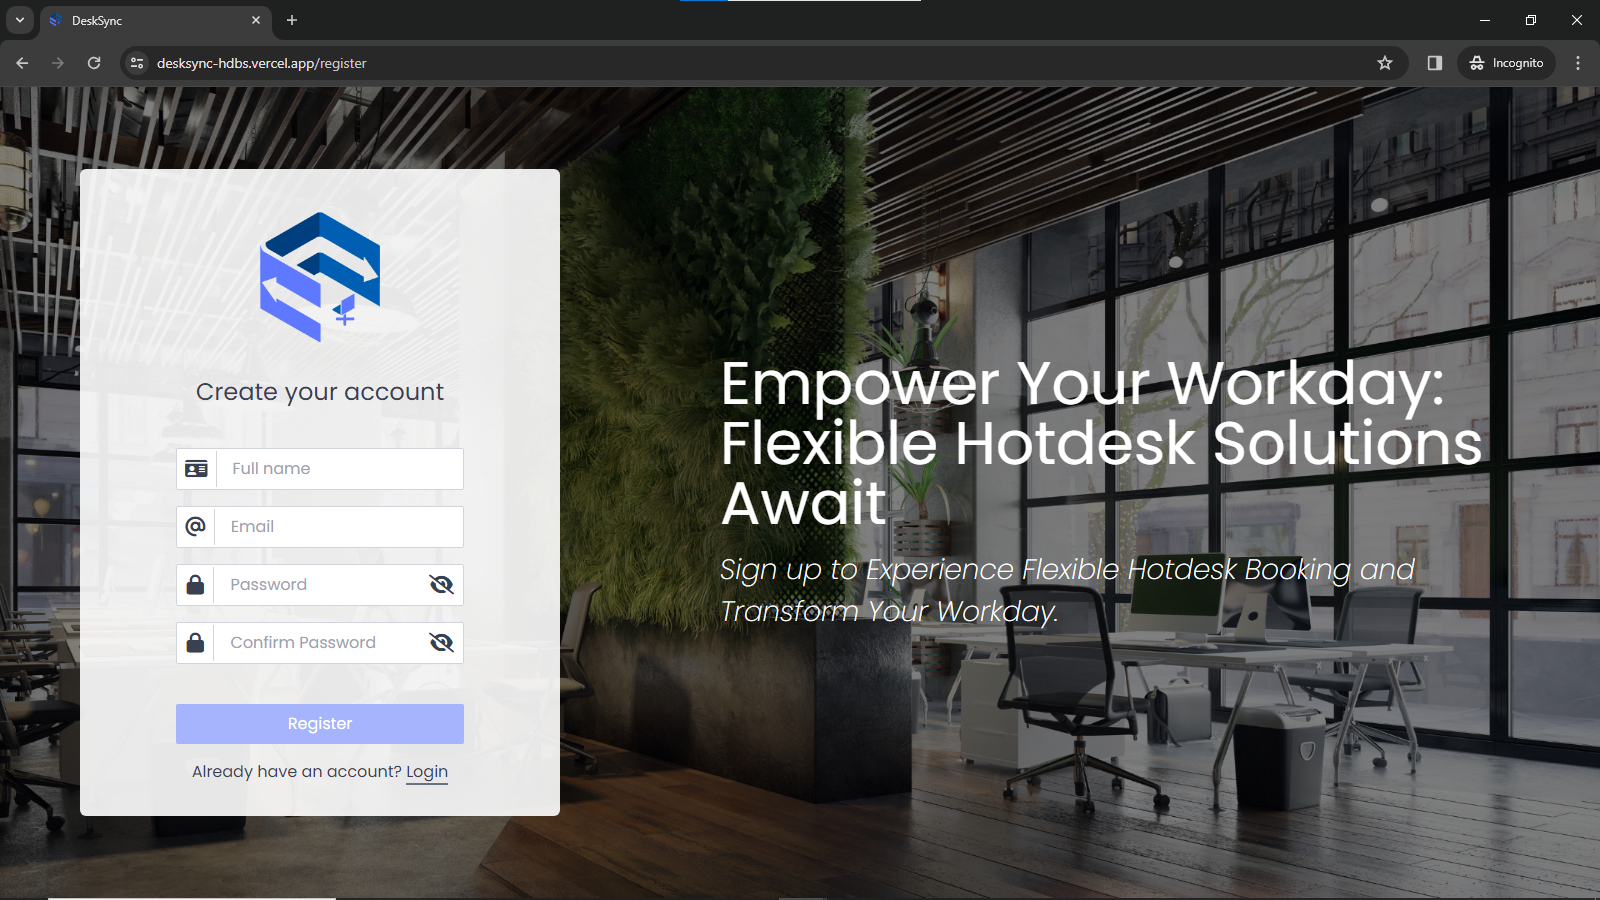 DeskSync
desksync-hdbs.vercel.app/register
Incognito
Create your account
Full name
Email
Password
Confirm Password
Register
Already have an account? Login
Empower Your Workday:
Flexible Hotdesk Solutions
Await
Sign up to Experience Flexible Hotdesk Booking and
Transform Your Workday.